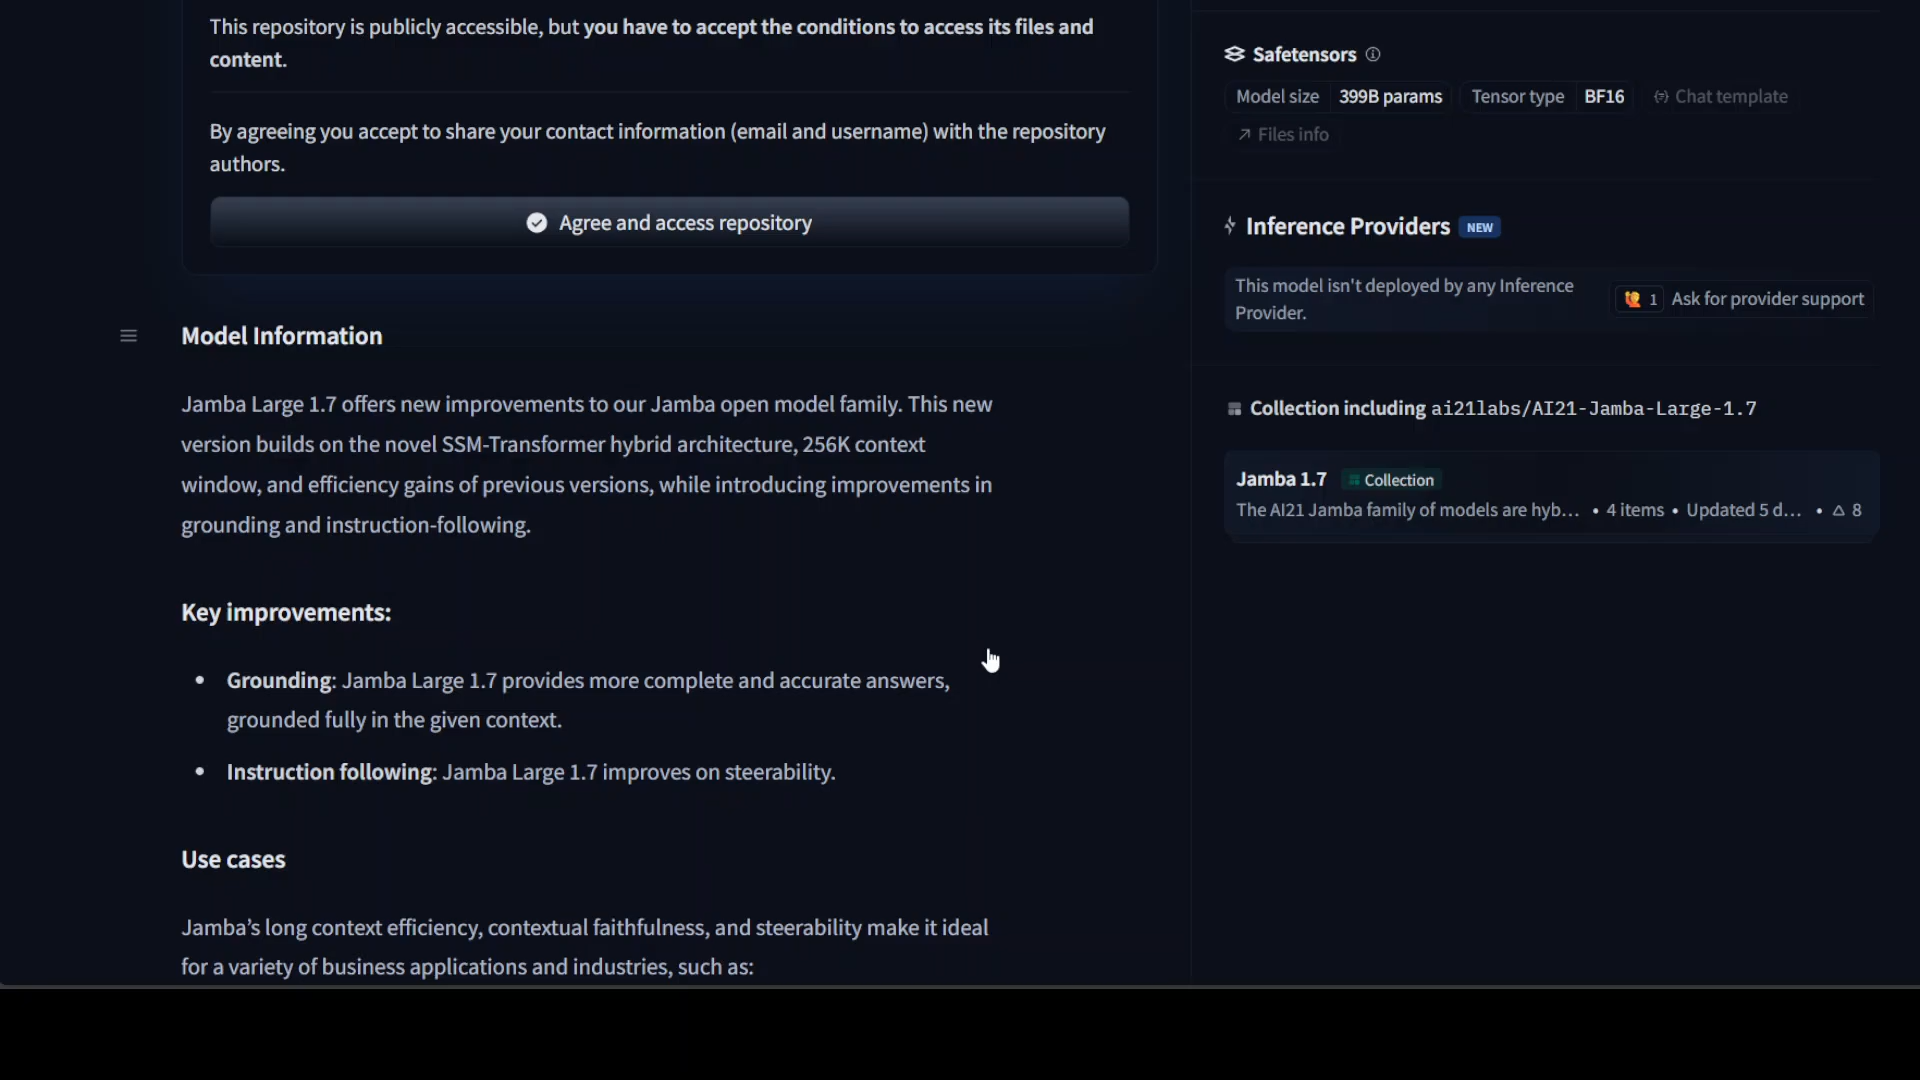 This repository is publicly accessible, but you have to accept the conditions to access its files and
content.
By agreeing you accept to share your contact information (email and username) with the repository
authors.
Agree and access repository
Model Information
Jamba Large 1.7 offers new improvements to our Jamba open model family. This new
version builds on the novel SSM-Transformer hybrid architecture, 256K context
window, and efficiency gains of previous versions, while introducing improvements in
grounding and instruction-following.
Key improvements:
• Grounding: Jamba Large 1.7 provides more complete and accurate answers,
grounded fully in the given context.
• Instruction following: Jamba Large 1.7 improves on steerability.
Use cases
Jamba’s long context efficiency, contextual faithfulness, and steerability make it ideal
for a variety of business applications and industries, such as:
Safetensors
Model size 399B params Tensor type BF16 Chat template
Files info
Inference Providers NEW
This model isn't deployed by any Inference
Provider.
1 Ask for provider support
Collection including ai21labs/AI21-Jamba-Large-1.7
Jamba 1.7 Collection
The AI21 Jamba family of models are hyb... • 4 items • Updated 5 d... • 8